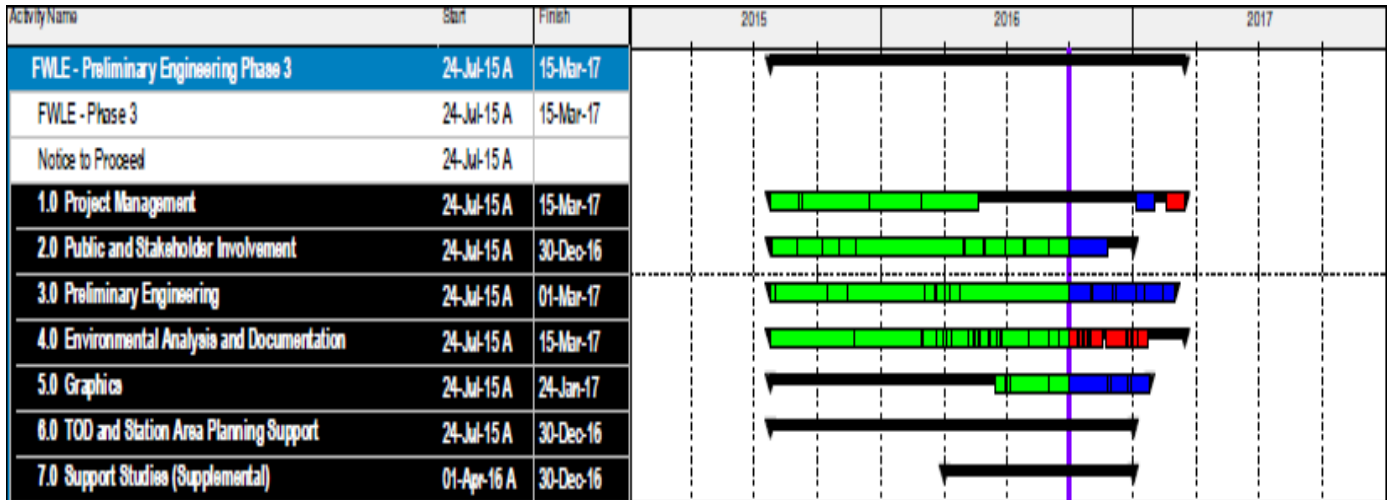 Activity Name Start Finish 2015 2016 2017
FWLE - Preliminary Engineering Phase 3 24-Jul-15 A 15-Mar-17
FWLE - Phase 3 24-Jul-15 A 15-Mar-17
Notice to Proceed 24-Jul-15 A
1.0 Project Management 24-Jul-15 A 15-Mar-17
2.0 Public and Stakeholder Involvement 24-Jul-15 A 30-Dec-16
3.0 Preliminary Engineering 24-Jul-15 A 01-Mar-17
4.0 Environmental Analysis and Documentation 24-Jul-15 A 15-Mar-17
5.0 Graphics 24-Jul-15 A 24-Jan-17
6.0 TOD and Station Area Planning Support 24-Jul-15 A 30-Dec-16
7.0 Support Studies (Supplemental) 01-Apr-16 A 30-Dec-16